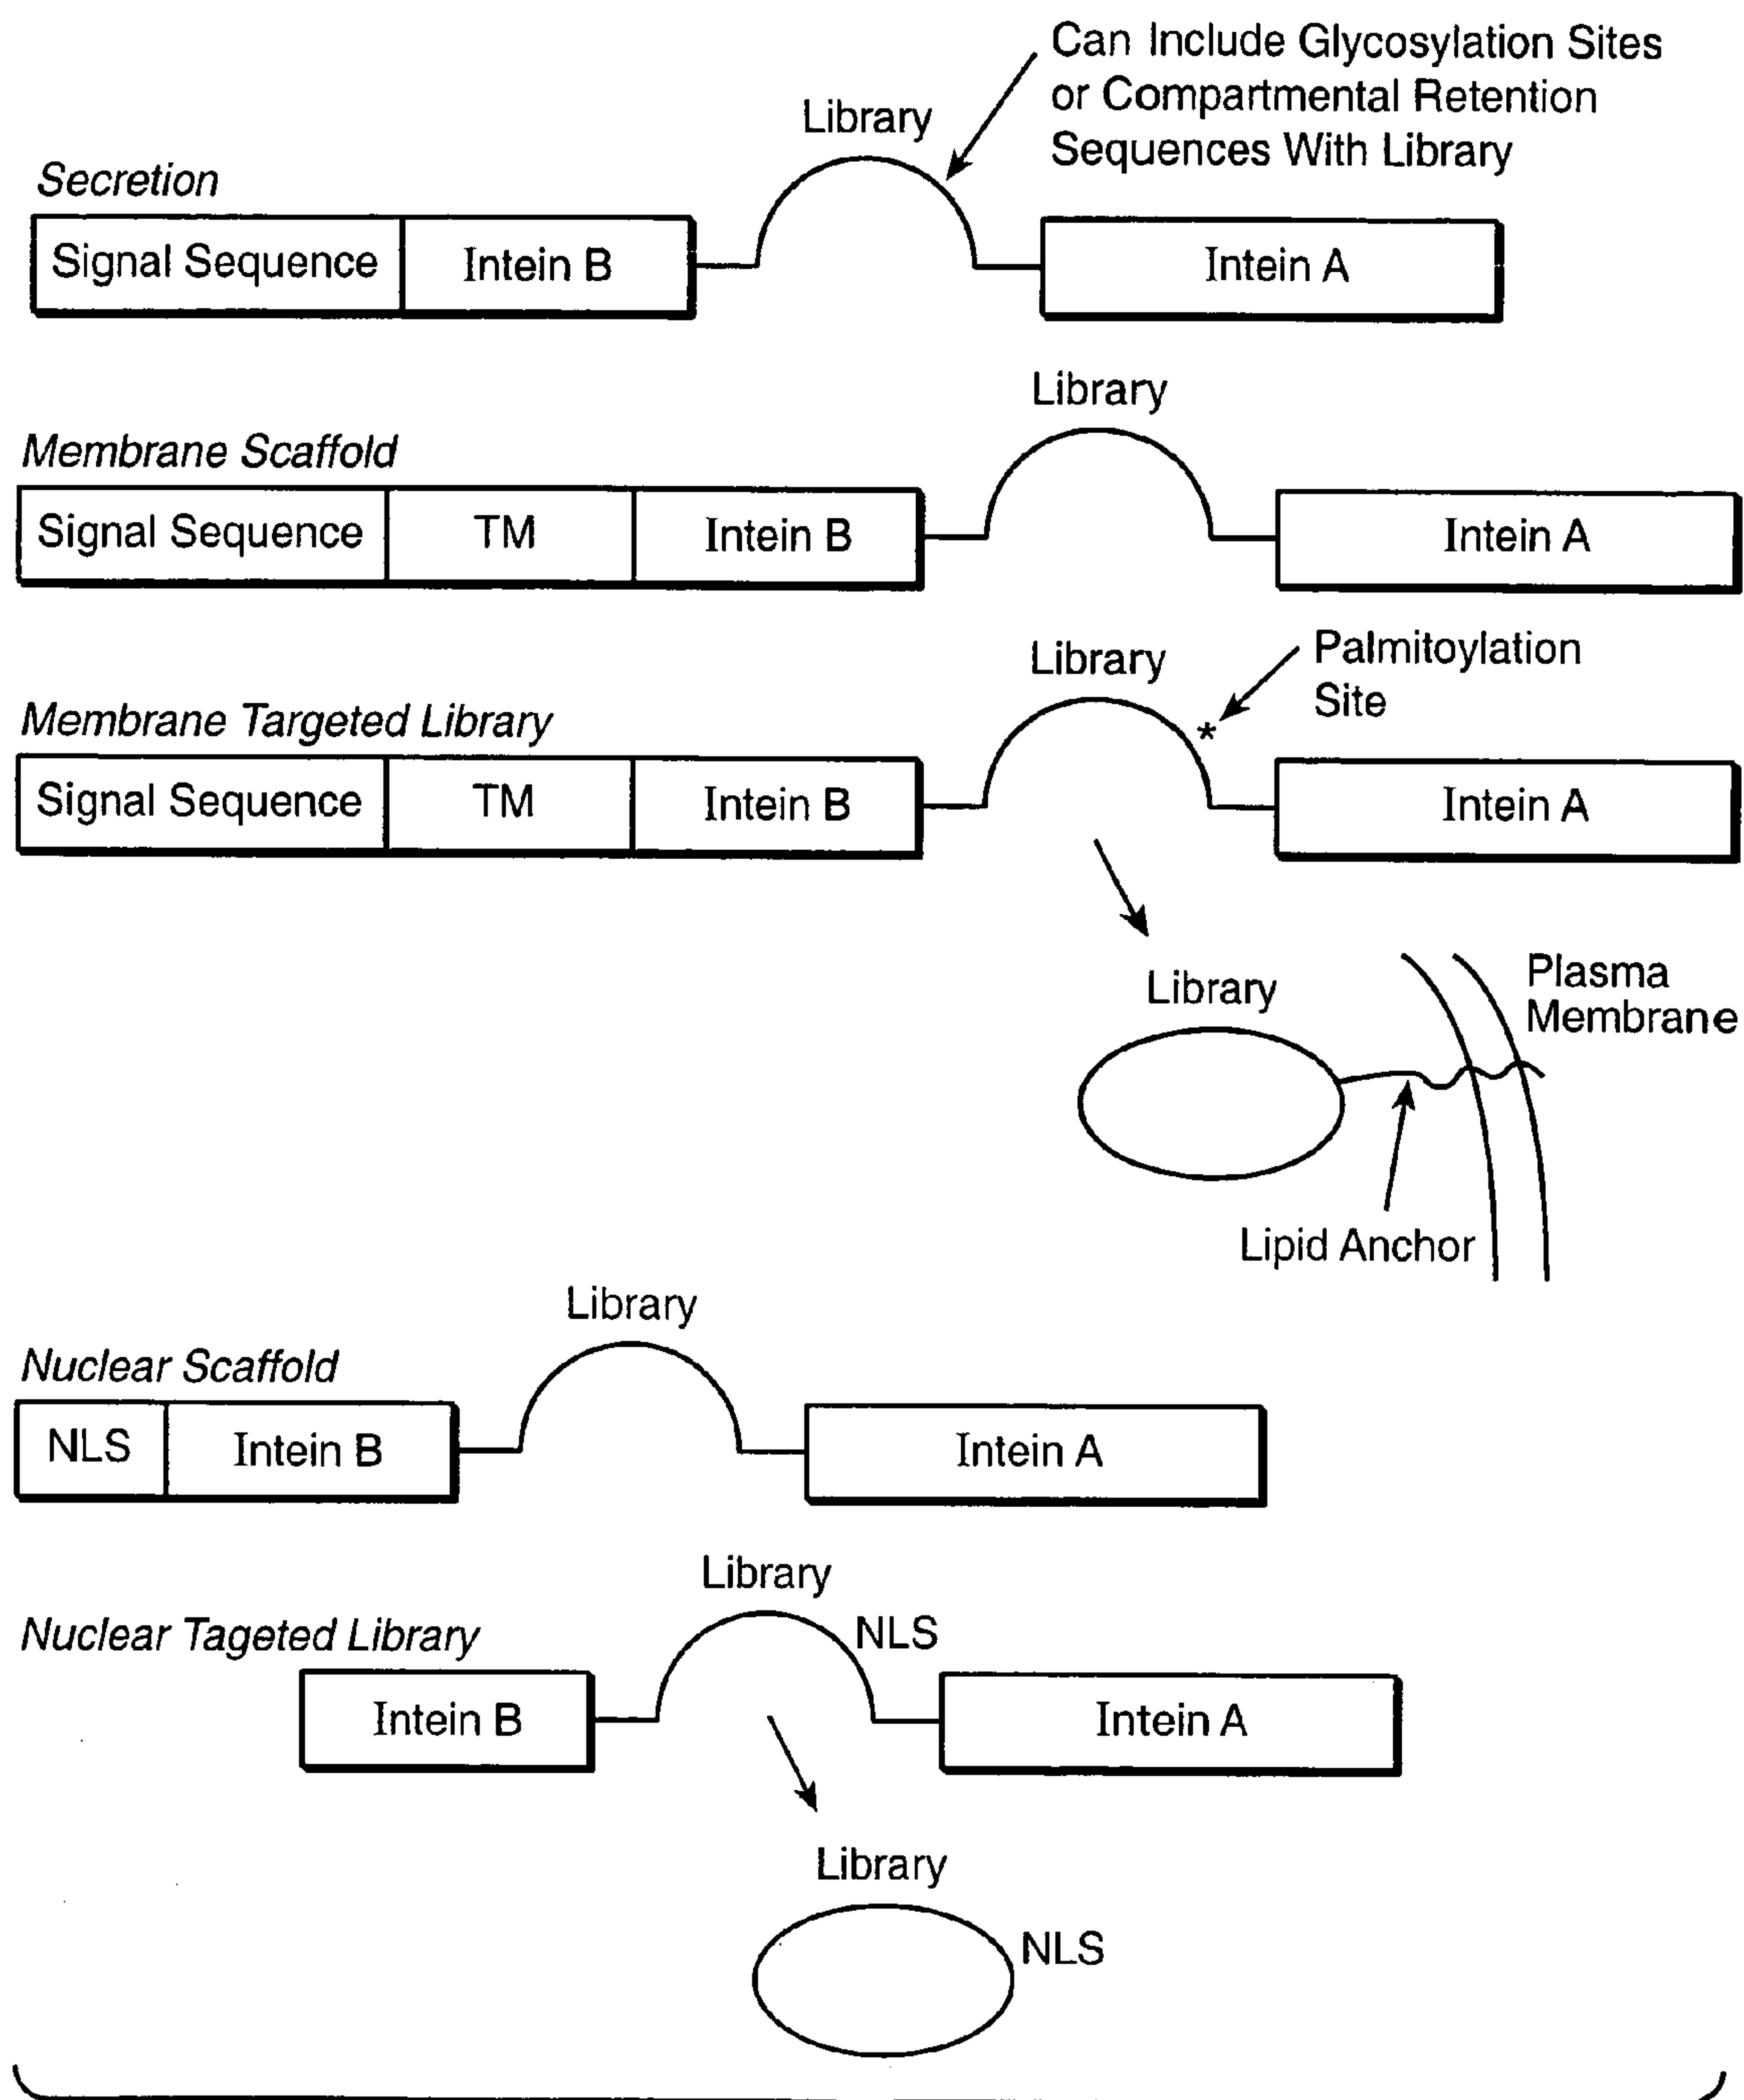 Can Include Glycosylation Sites
or Compartmental Retention
Sequences With Library
Library
Secretion
Signal Sequence Intein B Intein A
Library
Membrane Scaffold
Signal Sequence TM Intein B Intein A
Library
Palmitoylation
Site
*
Membrane Targeted Library
Signal Sequence TM Intein B Intein A
Library
Plasma
Membrane
Lipid Anchor
Library
Nuclear Scaffold
NLS Intein B Intein A
Library
NLS
Nuclear Tageted Library
Intein B Intein A
Library
NLS